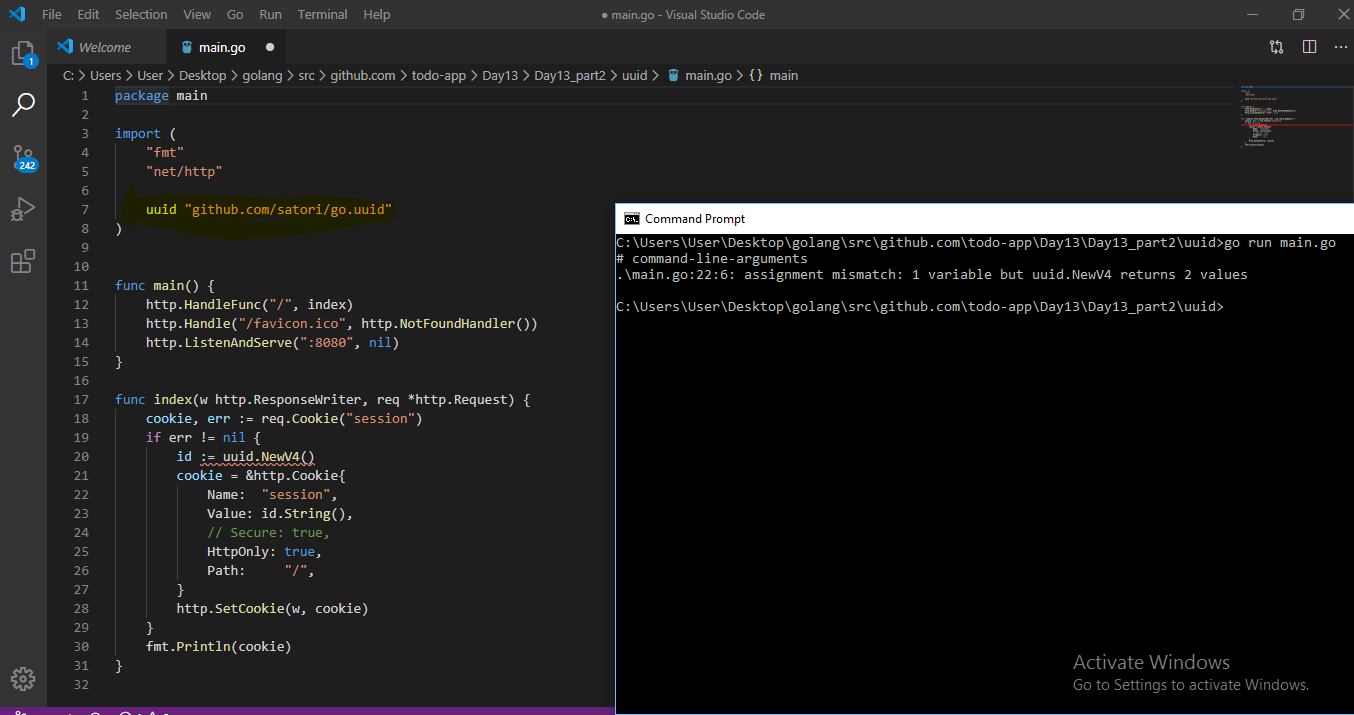 File Edit Selection View Go Run Terminal Help
● main.go - Visual Studio Code
Welcome
main.go ●
C: > Users > User > Desktop > golang > src > github.com > todo-app > Day13 > Day13_part2 > uuid > main.go > {} main
1
242
1 package main
2
3 import (
4 "fmt"
5 "net/http"
6
7 uuid "github.com/satori/go.uuid"
8 )
9
10
11 func main() {
12 http.HandleFunc("/", index)
13 http.Handle("/favicon.ico", http.NotFoundHandler())
14 http.ListenAndServe(":8080", nil)
15 }
16
17 func index(w http.ResponseWriter, req *http.Request) {
18 cookie, err := req.Cookie("session")
19 if err != nil {
20 id := uuid.NewV4()
21 cookie = &http.Cookie{
22 Name: "session",
23 Value: id.String(),
24 // Secure: true,
25 HttpOnly: true,
26 Path: "/",
27 }
28 http.SetCookie(w, cookie)
29 }
30 fmt.Println(cookie)
31 }
32
Command Prompt
C:\Users\User\Desktop\golang\src\github.com\todo-app\Day13\Day13_part2\uuid>go run main.go
# command-line-arguments
.\main.go:22:6: assignment mismatch: 1 variable but uuid.NewV4 returns 2 values
C:\Users\User\Desktop\golang\src\github.com\todo-app\Day13\Day13_part2\uuid>
Activate Windows
Go to Settings to activate Windows.